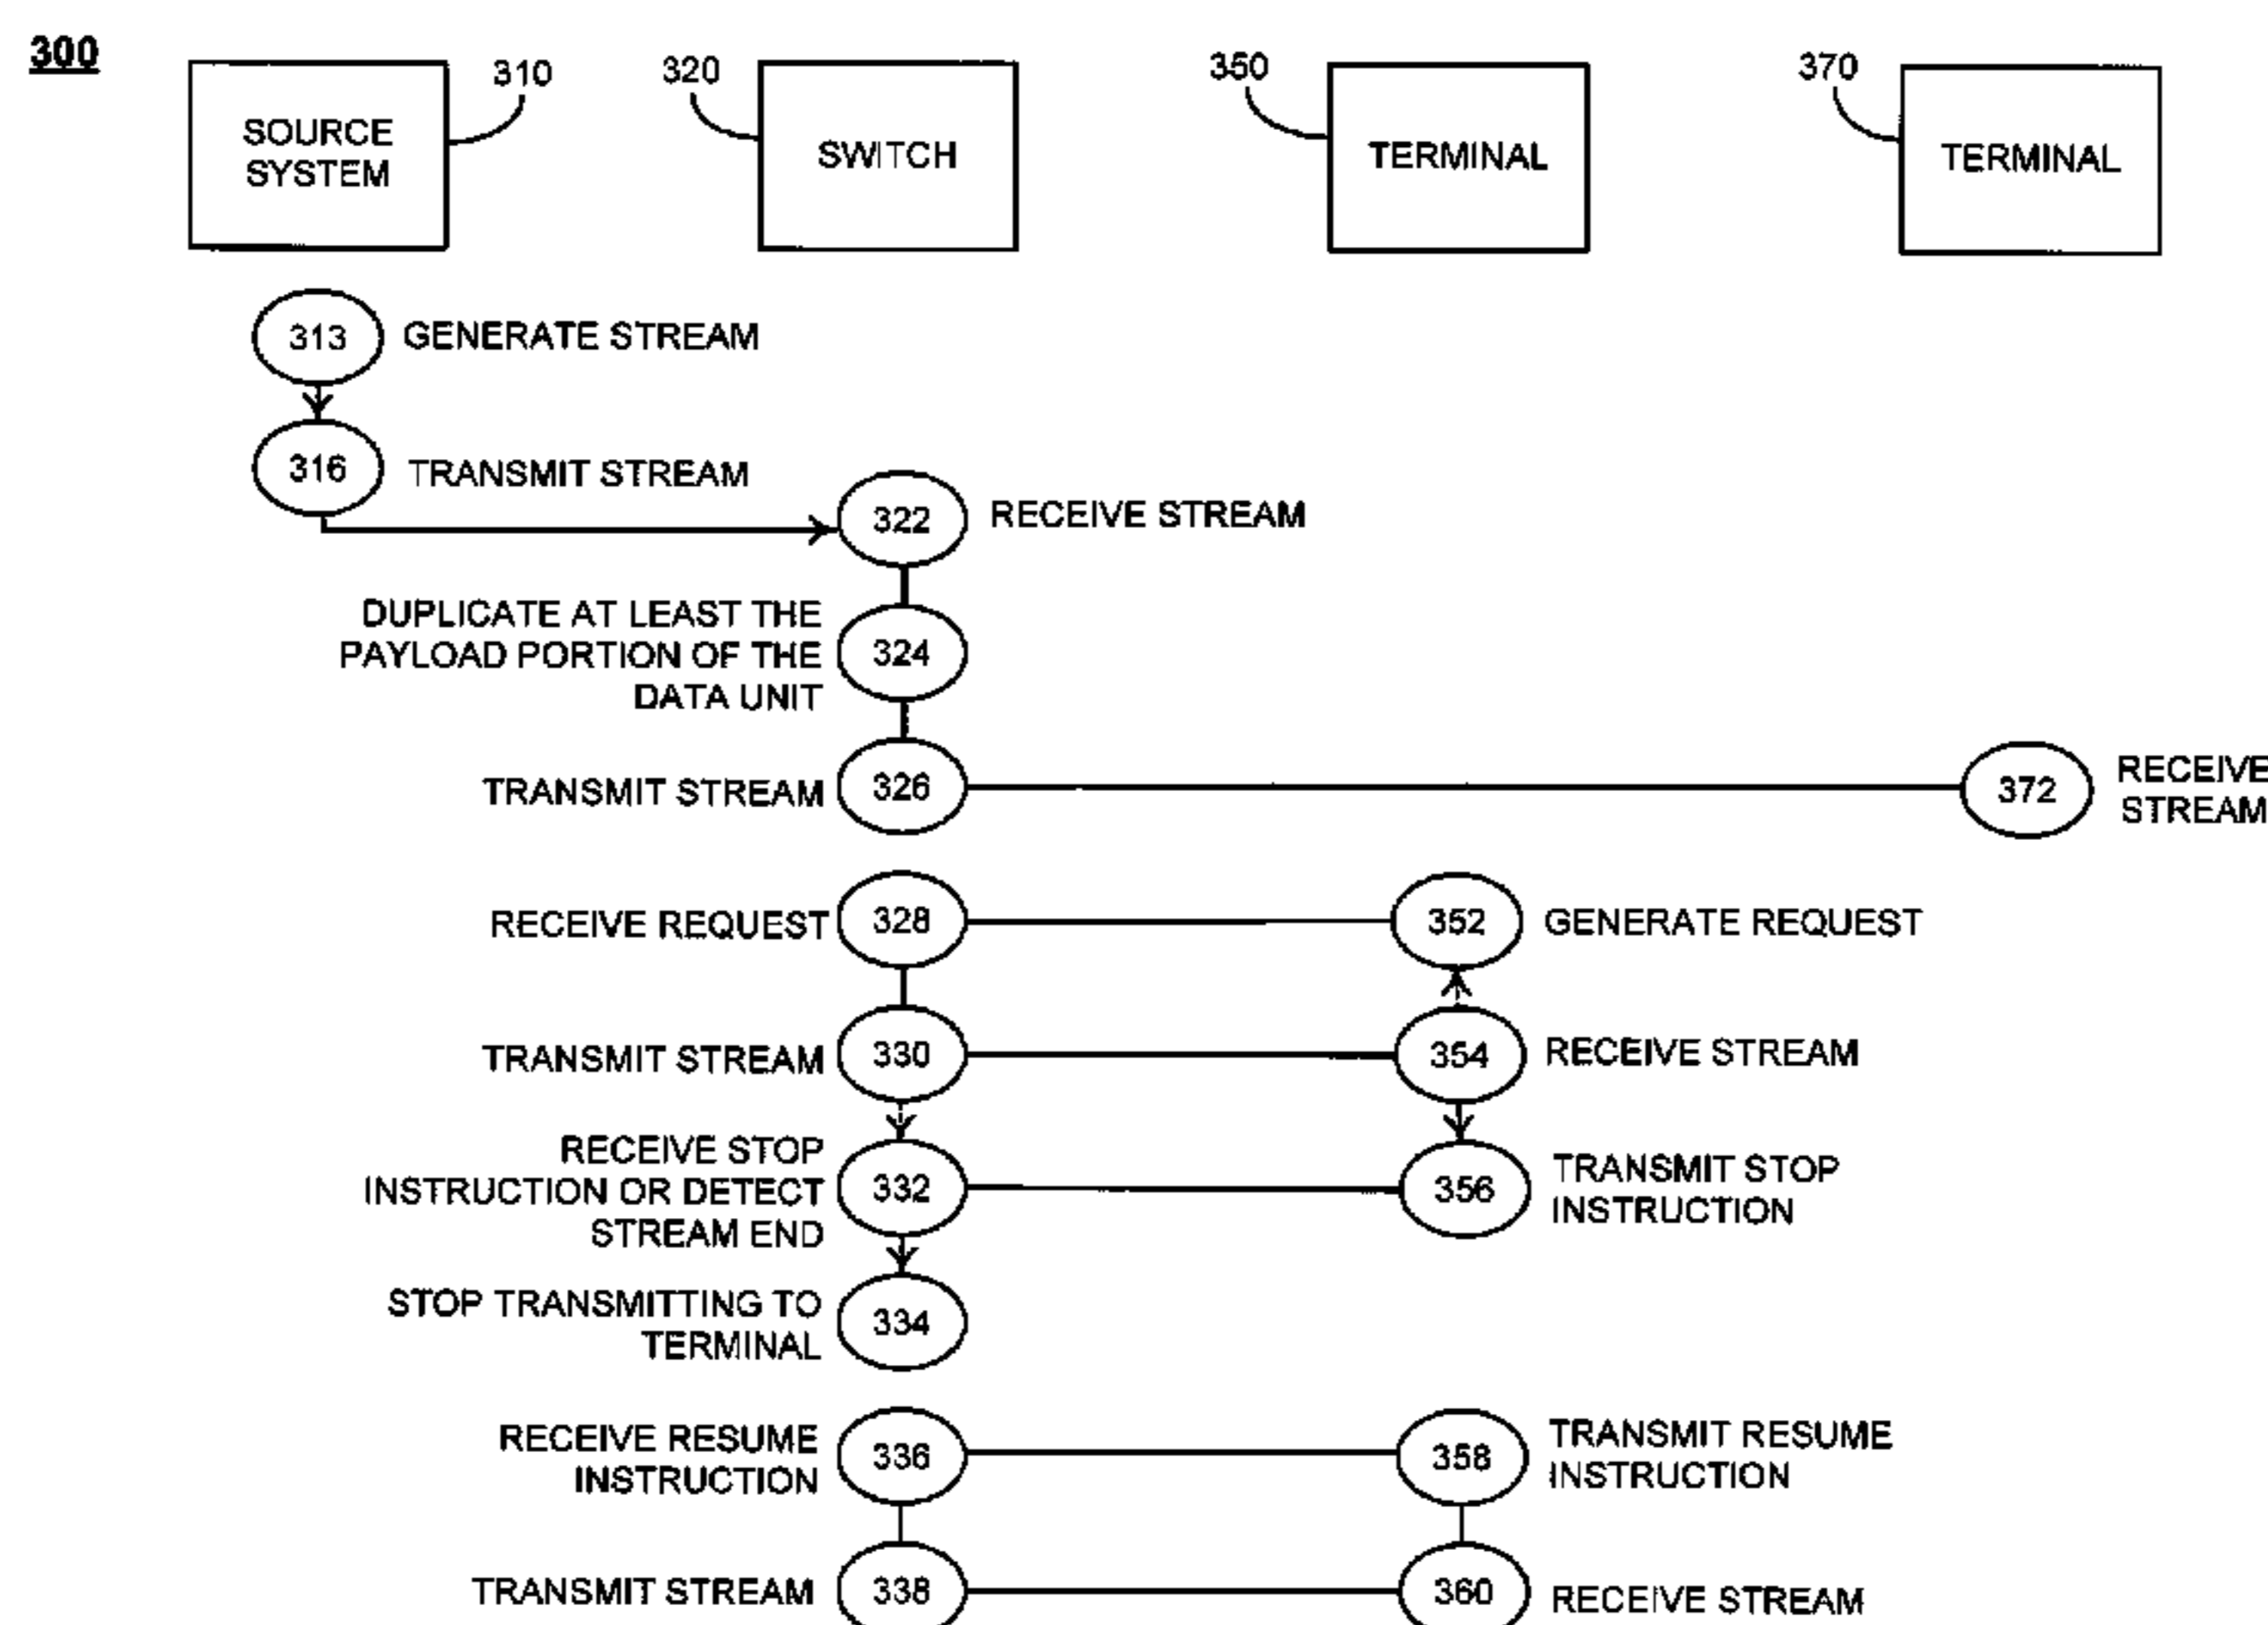 300
310
320
350
370
SOURCE
SYSTEM
SWITCH
TERMINAL
TERMINAL
313
GENERATE STREAM
316
TRANSMIT STREAM
322
RECEIVE STREAM
DUPLICATE AT LEAST THE
PAYLOAD PORTION OF THE
DATA UNIT
324
TRANSMIT STREAM
326
372
RECEIVE
STREAM
RECEIVE REQUEST
328
352
GENERATE REQUEST
TRANSMIT STREAM
330
354
RECEIVE STREAM
RECEIVE STOP
INSTRUCTION OR DETECT
STREAM END
332
356
TRANSMIT STOP
INSTRUCTION
STOP TRANSMITTING TO
TERMINAL
334
RECEIVE RESUME
INSTRUCTION
336
358
TRANSMIT RESUME
INSTRUCTION
TRANSMIT STREAM
338
360
RECEIVE STREAM